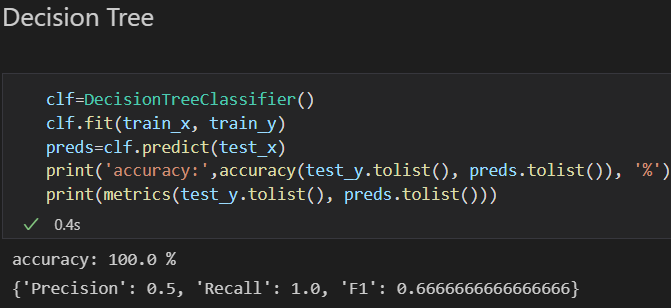 Decision Tree
clf=DecisionTreeClassifier()
clf.fit(train_x, train_y)
preds=clf.predict(test_x)
print('accuracy:',accuracy(test_y.tolist(), preds.tolist()), '%')
print(metrics(test_y.tolist(), preds.tolist()))
0.4s
accuracy: 100.0 %
{'Precision': 0.5, 'Recall': 1.0, 'F1': 0.6666666666666666}